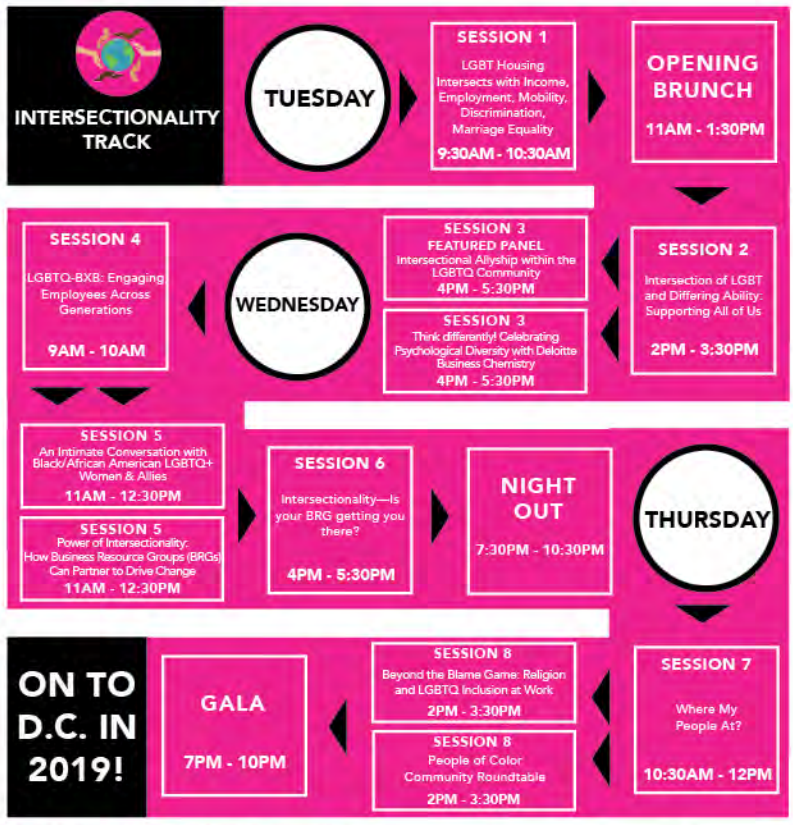 INTERSECTIONALITY
TRACK
TUESDAY
SESSION 1
LGBT Housing
Intersects with Income,
Employment, Mobility,
Discrimination,
Marriage Equality
9:30AM - 10:30AM
OPENING
BRUNCH
11AM - 1:30PM
SESSION 2
Intersection of LGBT
and Differing Ability:
Supporting All of Us
2PM - 3:30PM
SESSION 3
FEATURED PANEL
Intersectional Allyship within the
LGBTQ Community
4PM - 5:30PM
SESSION 3
Think differently! Celebrating
Psychological Diversity with Deloitte
Business Chemistry
4PM - 5:30PM
WEDNESDAY
SESSION 4
LGBTQ-BXB: Engaging
Employees Across
Generations
9AM - 10AM
SESSION 5
An Intimate Conversation with
Black/African American LGBTQ+
Women & Allies
11AM - 12:30PM
SESSION 5
Power of Intersectionality:
How Business Resource Groups (BRGs)
Can Partner to Drive Change
11AM - 12:30PM
SESSION 6
Intersectionality—Is
your BRG getting you
there?
4PM - 5:30PM
NIGHT
OUT
7:30PM - 10:30PM
THURSDAY
SESSION 7
Where My
People At?
10:30AM - 12PM
SESSION 8
Beyond the Blame Game: Religion
and LGBTQ Inclusion at Work
2PM - 3:30PM
SESSION 8
People of Color
Community Roundtable
2PM - 3:30PM
GALA
7PM - 10PM
ON TO
D.C. IN
2019!